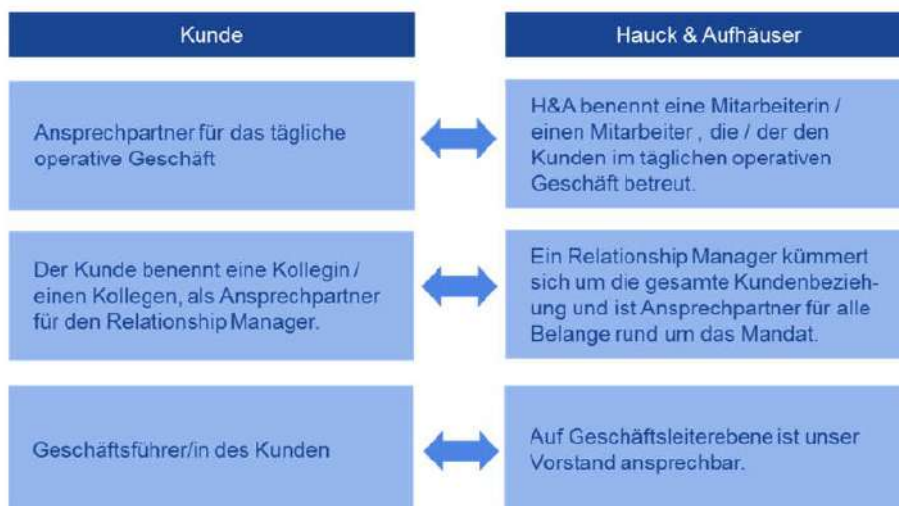 Kunde
Hauck & Aufhäuser
Ansprechpartner für das tägliche
operative Geschäft
H&A benennt eine Mitarbeiterin /
einen Mitarbeiter , die / der den
Kunden im täglichen operativen
Geschäft betreut.
Der Kunde benennt eine Kollegin /
einen Kollegen, als Ansprechpartner
für den Relationship Manager.
Ein Relationship Manager kümmert
sich um die gesamte Kundenbezieh-
ung und ist Ansprechpartner für alle
Belange rund um das Mandat.
Geschäftsführer/in des Kunden
Auf Geschäftsleiterebene ist unser
Vorstand ansprechbar.